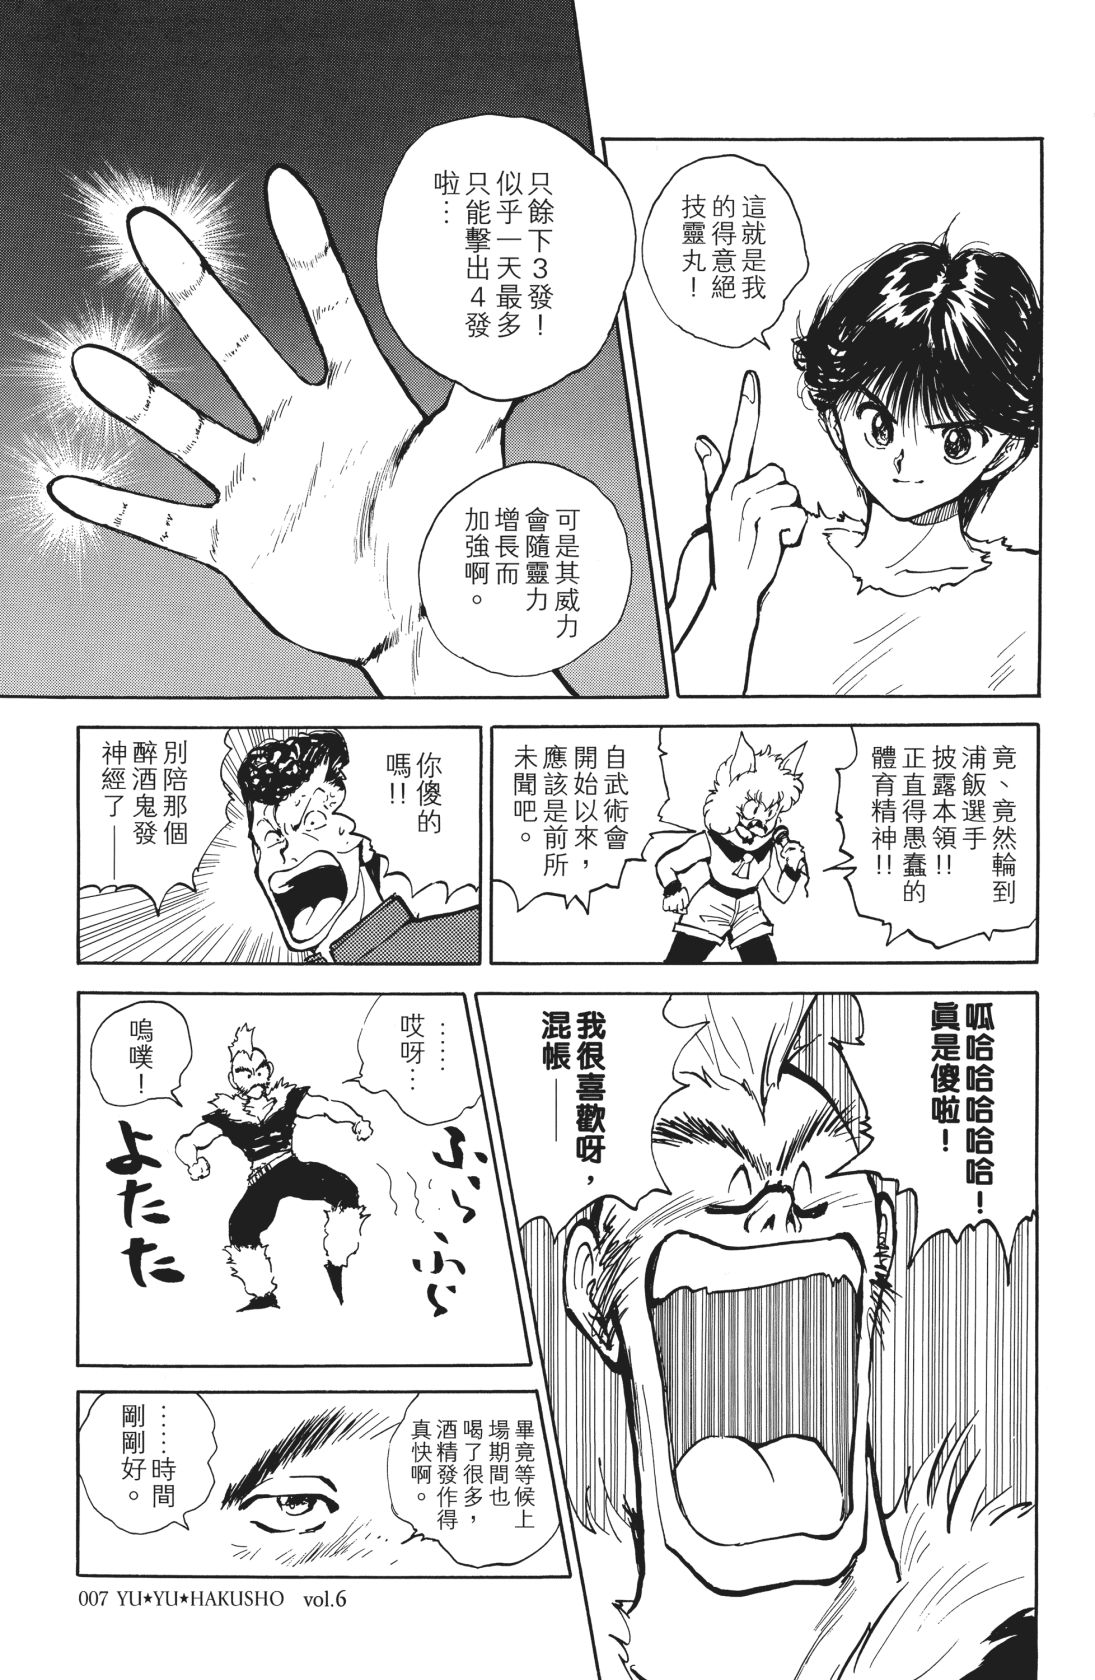 這就是我
的得意絕
技靈丸！
只餘下3發！
似乎一天最多
只能擊出4發
啦…
可是其威力
會隨靈力
增長而
加強啊。
竟、竟然輪到
浦飯選手
披露本領!!
正直得愚蠢的
體育精神!!
自武術會
開始以來，
應該是前所
未聞吧。
你傻的
嗎!!
別陪那個
醉酒鬼發
神經了——
呱哈哈哈哈哈！
真是傻啦！
我很喜歡呀，
混帳——
……
哎呀…
嗚噗！
ふらふら
よたた
畢竟等候上
場期間也
喝了很多，
酒精發作得
真快啊。
……時間
剛剛好。
007 YU★YU★HAKUSHO vol.6